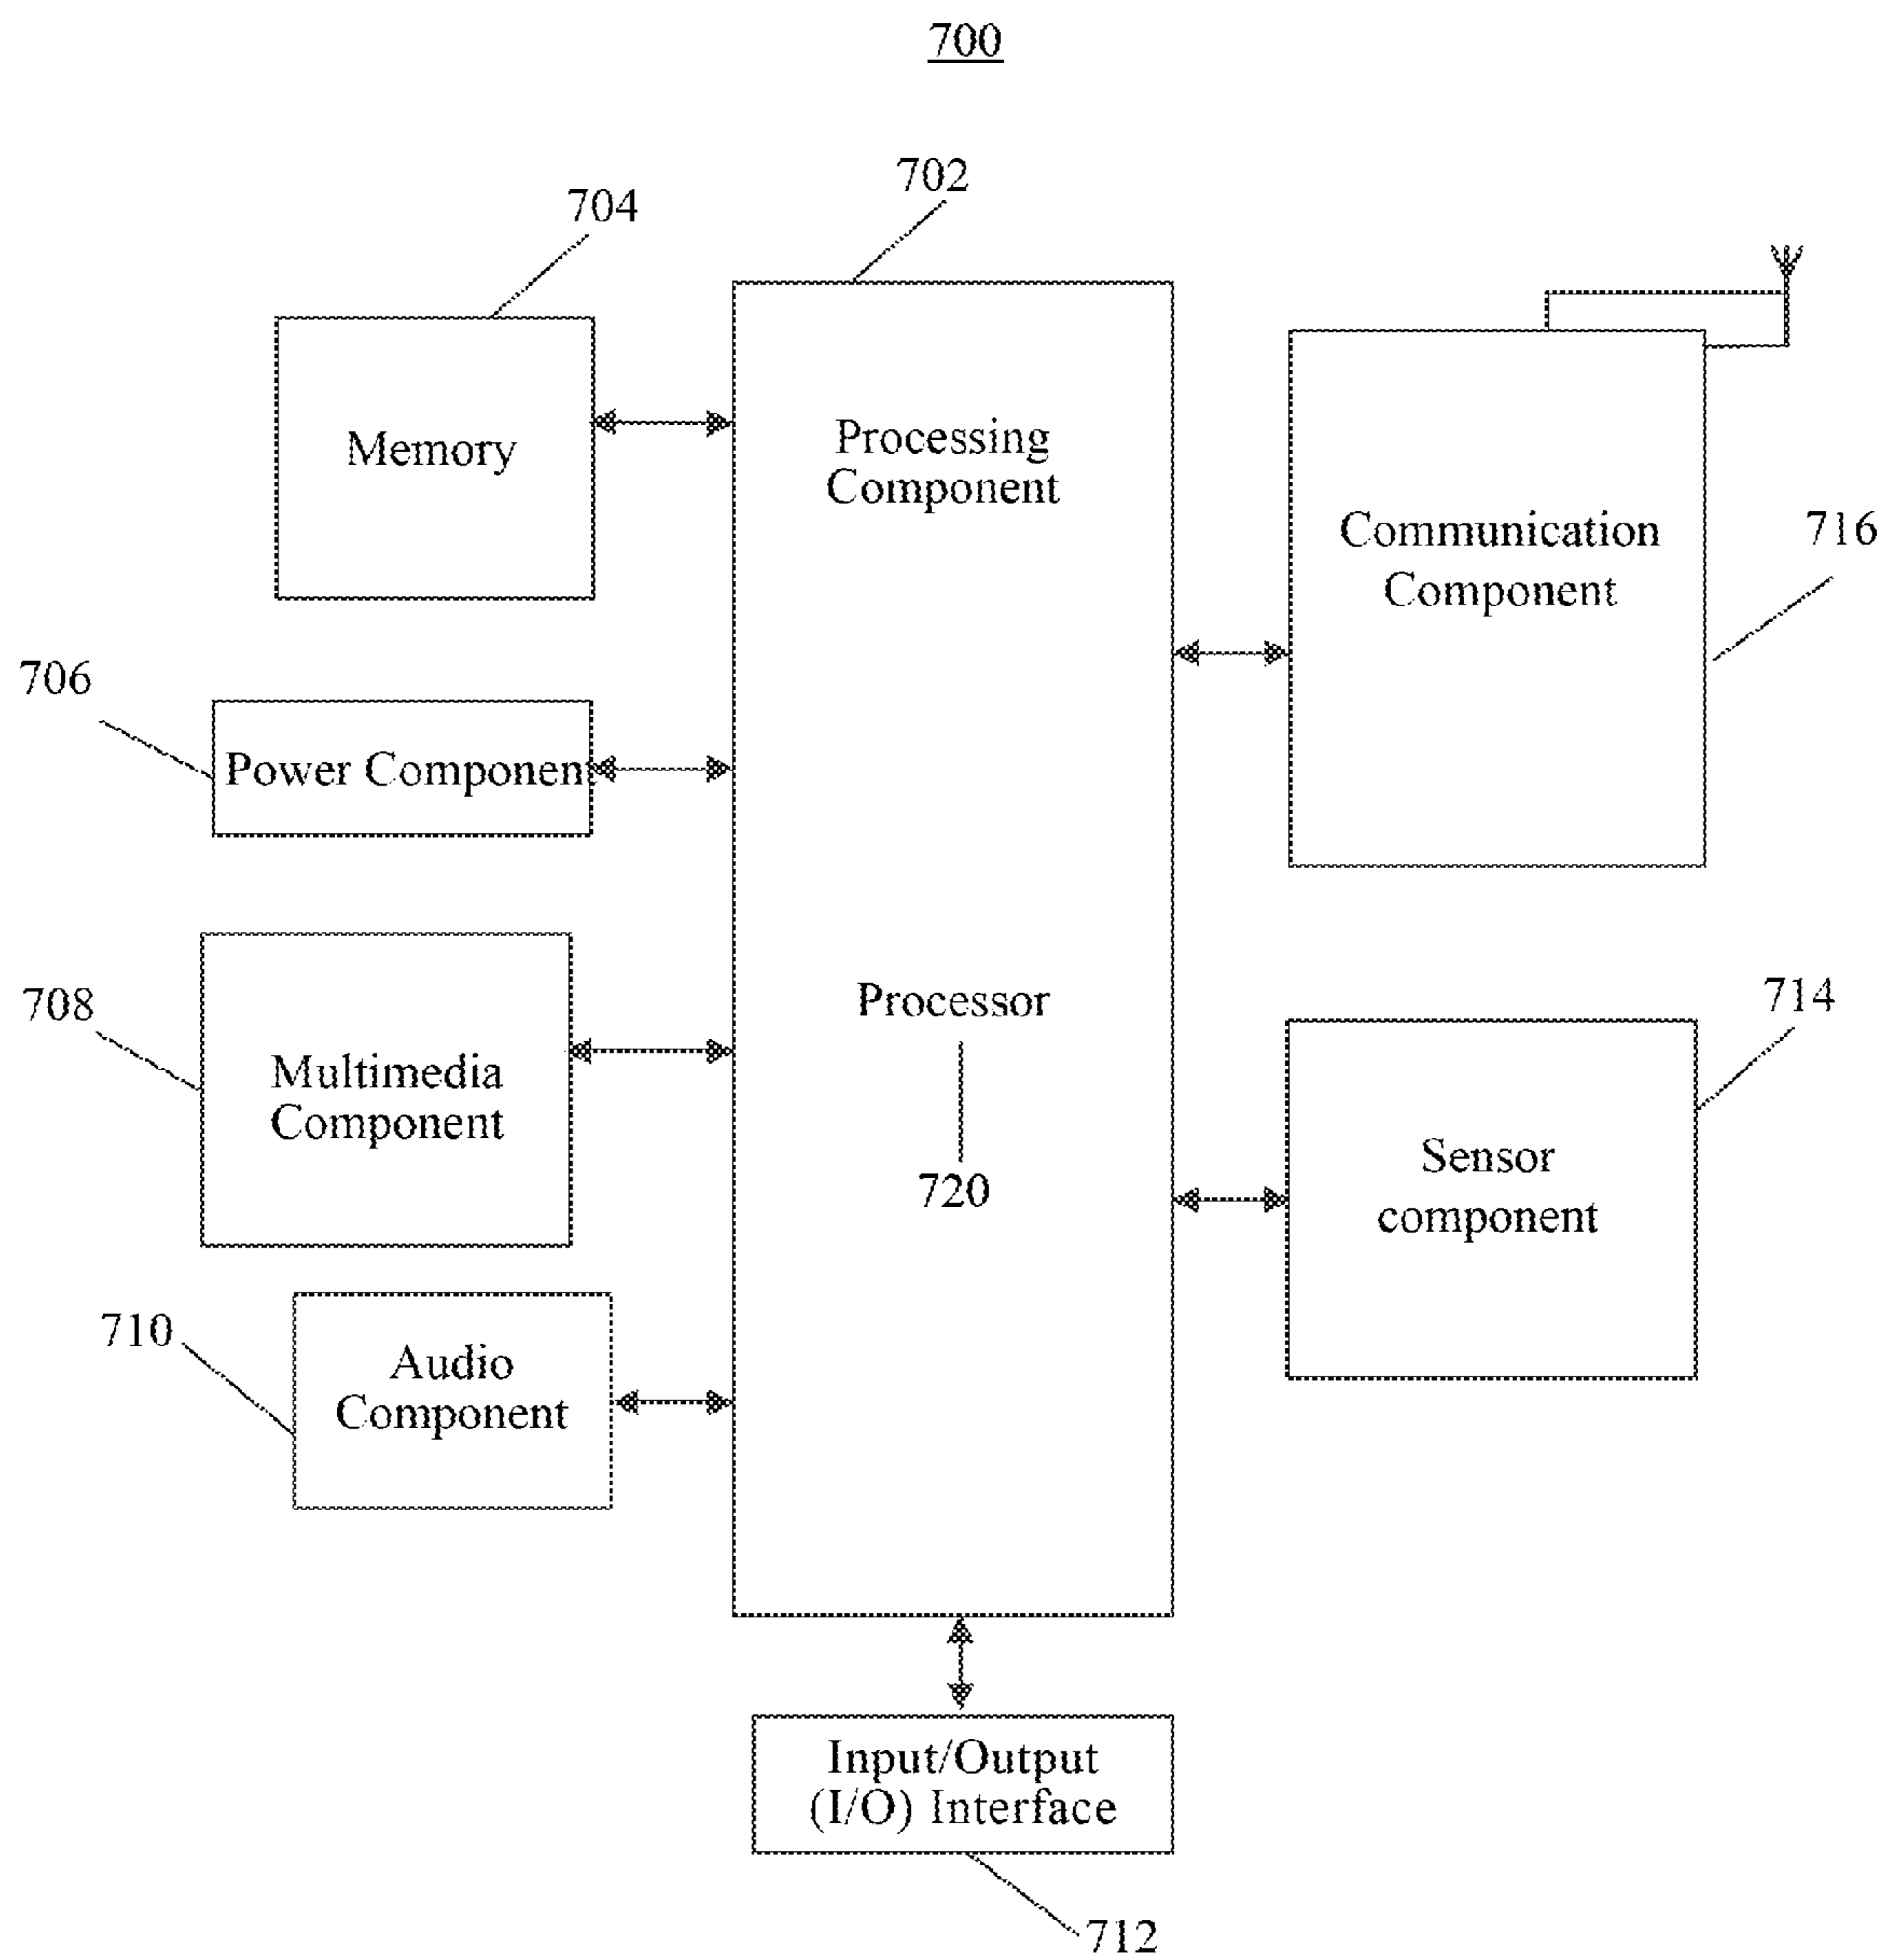 700
702
704
Memory
Processing
Component
Communication
Component
716
706
Power Component
708
Multimedia
Component
Processor
720
714
Sensor
component
710
Audio
Component
Input/Output
(I/O) Interface
712